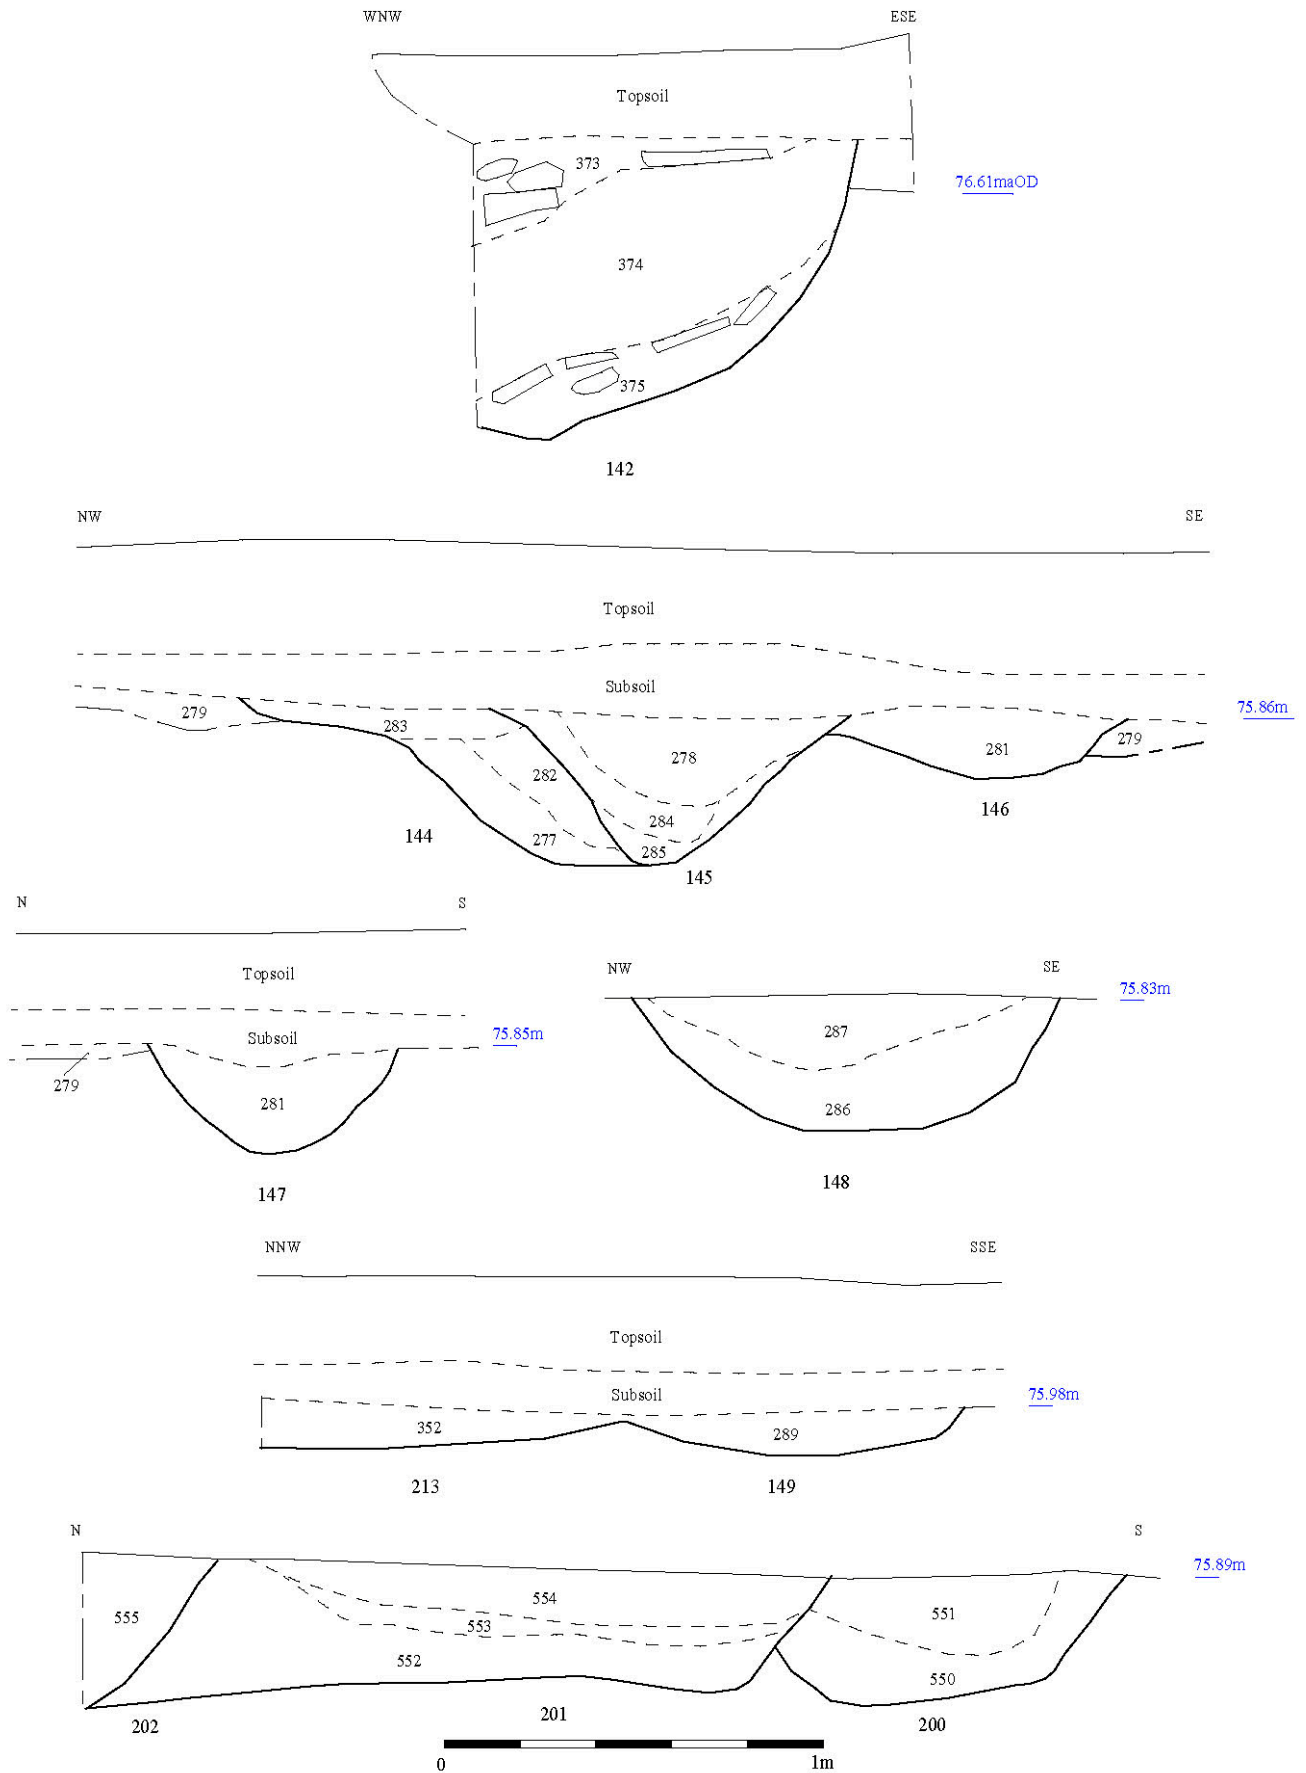 WNW ESE
Topsoil
373
76.61maOD
374
375
142
NW SE
Topsoil
Subsoil
75.86m
279 283 278 281 279
282
284
144 277 285 146
145
N S
Topsoil
Subsoil
75.85m
279
281
147
NW SE
75.83m
287
286
148
NNW SSE
Topsoil
Subsoil
75.98m
352 289
213 149
N S
75.89m
554
555 553 551
552 550
202 201 200
0 1m